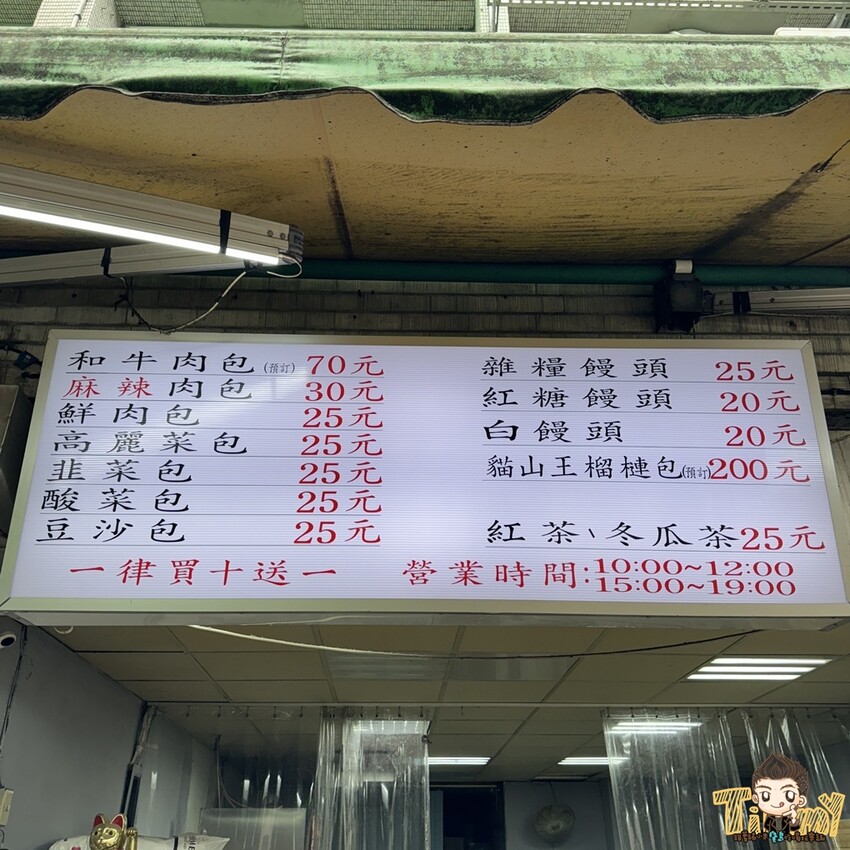 和牛肉包(預訂) 70元
麻辣肉包 30元
鮮肉包 25元
高麗菜包 25元
韭菜包 25元
酸菜包 25元
豆沙包 25元
雜糧饅頭 25元
紅糖饅頭 20元
白饅頭 20元
貓山王榴槤包(預訂)200元
紅茶、冬瓜茶25元
一律買十送一
營業時間:10:00~12:00
15:00~19:00